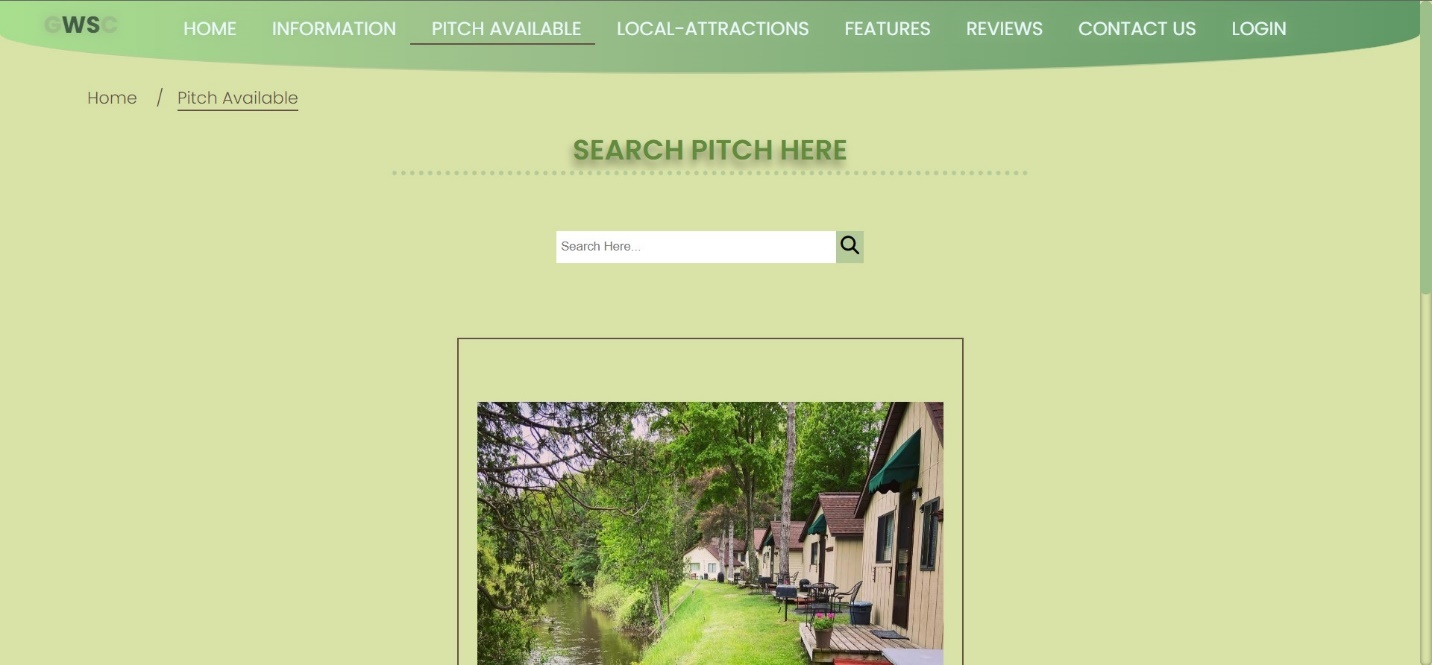 GWSC HOME INFORMATION PITCH AVAILABLE LOCAL-ATTRACTIONS FEATURES REVIEWS CONTACT US LOGIN
Home / Pitch Available
SEARCH PITCH HERE
Search Here...